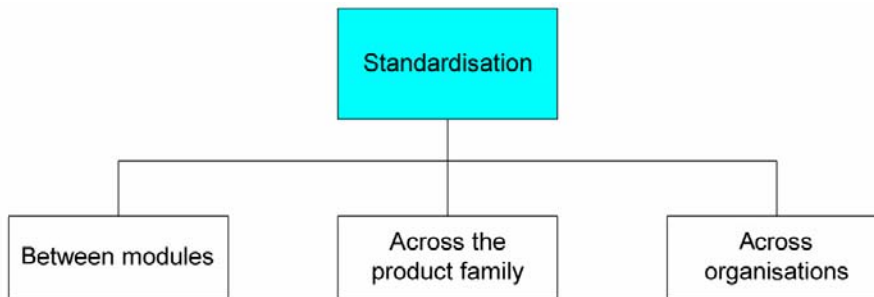 Standardisation
Between modules
Across the
product family
Across
organisations